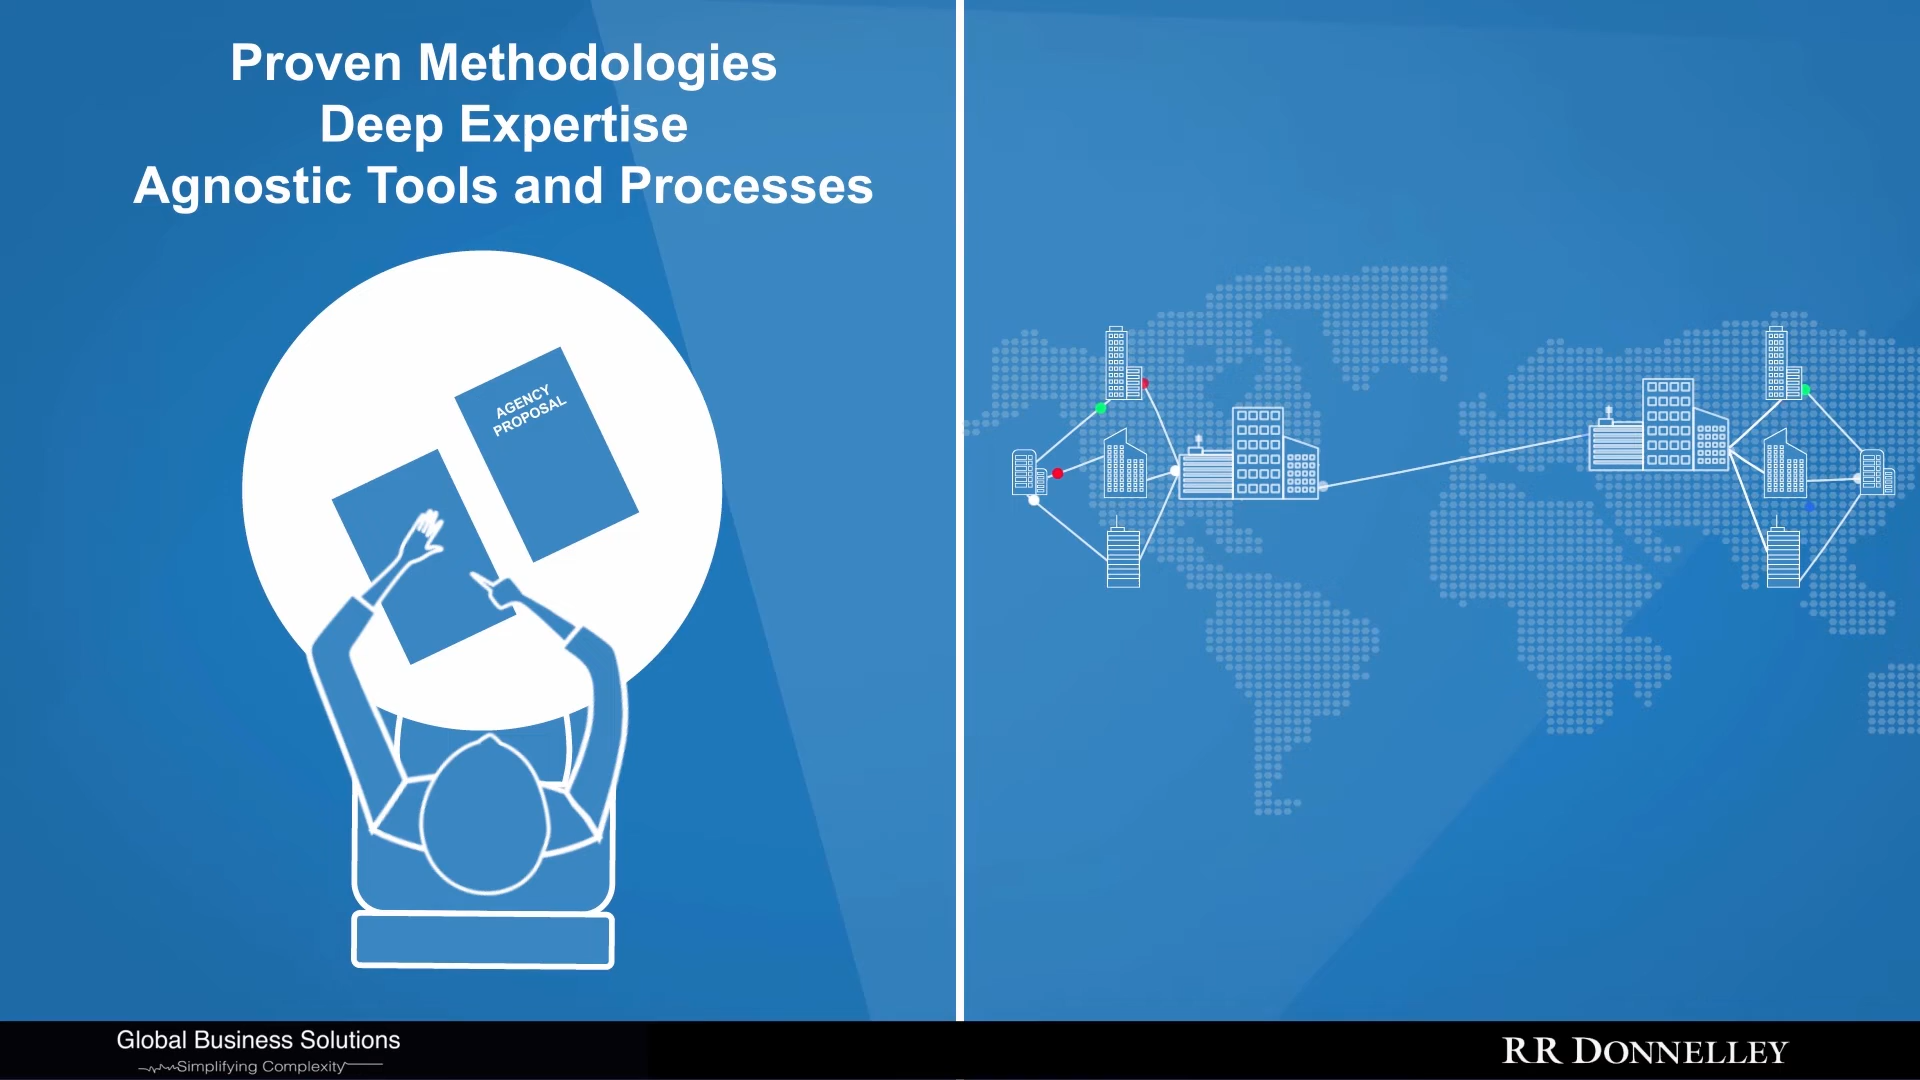 Proven Methodologies
Deep Expertise
Agnostic Tools and Processes
AGENCY
PROPOSAL
Global Business Solutions
Simplifying Complexity
RR DONNELLEY